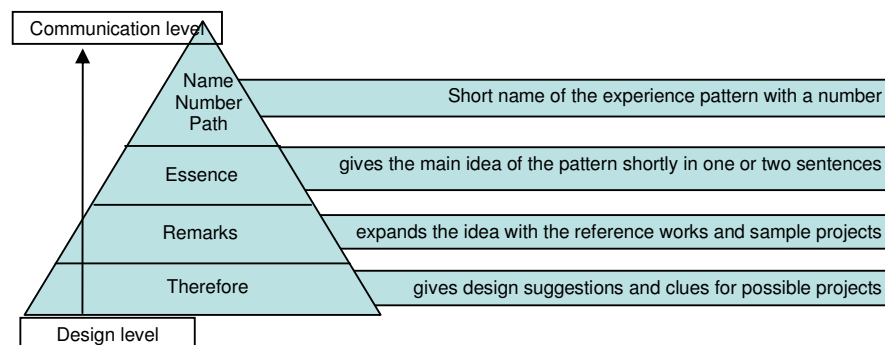 Communication level
Name
Number
Path
Short name of the experience pattern with a number
Essence
gives the main idea of the pattern shortly in one or two sentences
Remarks
expands the idea with the reference works and sample projects
Therefore
gives design suggestions and clues for possible projects
Design level